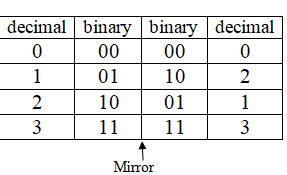 decimal binary binary decimal
0 00 00 0
1 01 10 2
2 10 01 1
3 11 11 3
Mirror